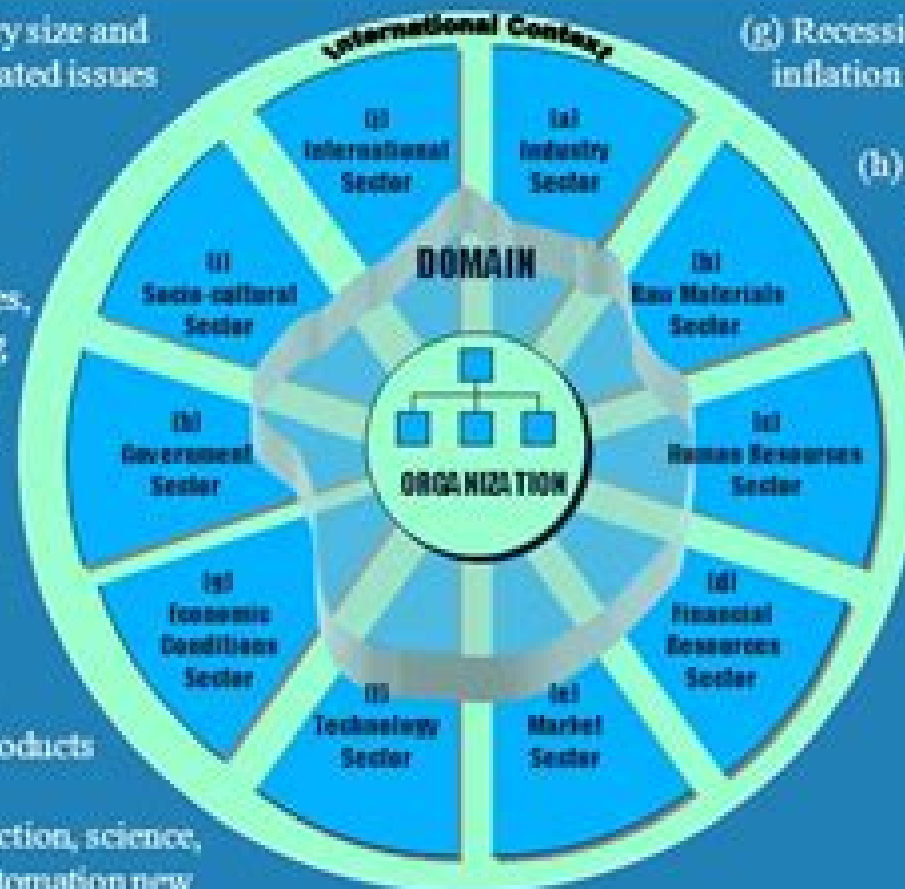 y size and
ated issues
es,
g
oducts
ction, science,
tomation new
International Context
(j)
International
Sector
(a)
Industry
Sector
(i)
Socio-cultural
Sector
DOMAIN
(b)
Raw Materials
Sector
(h)
Government
Sector
ORGANIZATION
(c)
Human Resources
Sector
(g)
Economic
Conditions
Sector
(d)
Financial
Resources
Sector
(f)
Technology
Sector
(e)
Market
Sector
(g) Recessi
inflation
(h)